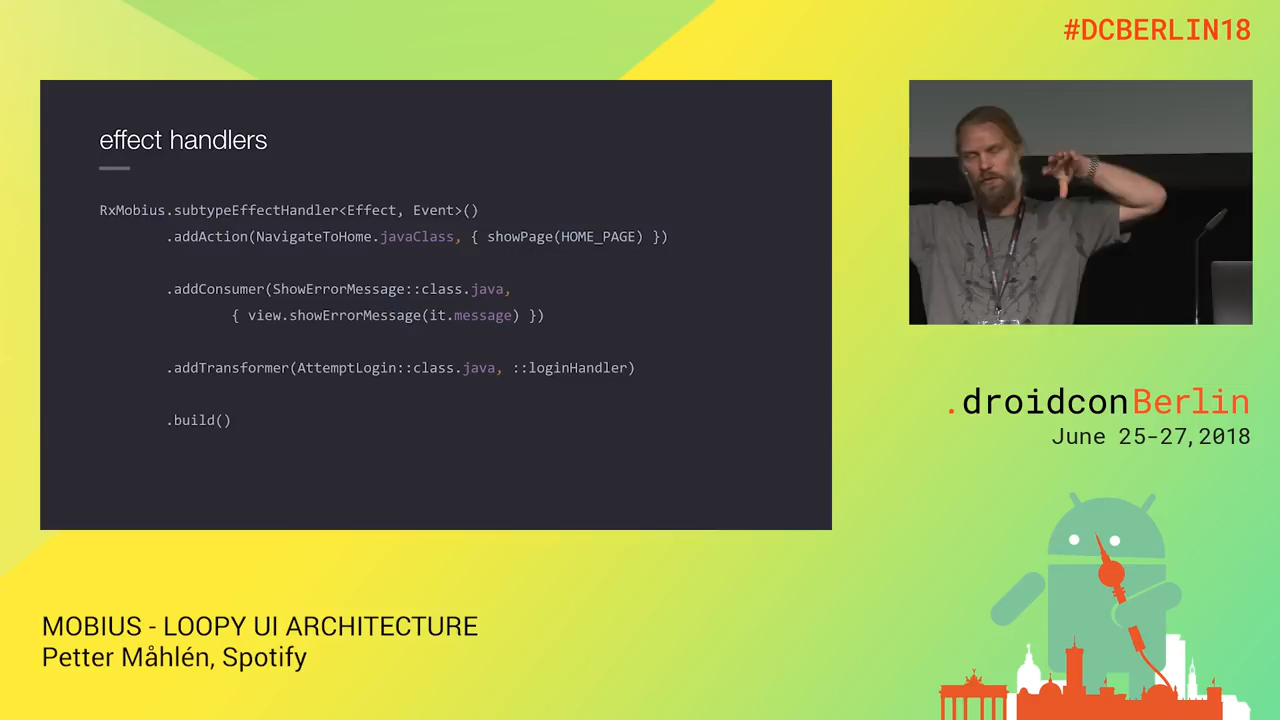 #DCBERLIN18
effect handlers
RxMobius.subtypeEffectHandler<Effect, Event>()
.addAction(NavigateToHome.javaClass, { showPage(HOME_PAGE) })
.addConsumer(ShowErrorMessage::class.java,
{ view.showErrorMessage(it.message) })
.addTransformer(AttemptLogin::class.java, ::loginHandler)
.build()
.droidconBerlin
June 25-27,2018
MOBIUS - LOOPY UI ARCHITECTURE
Petter Måhlén, Spotify